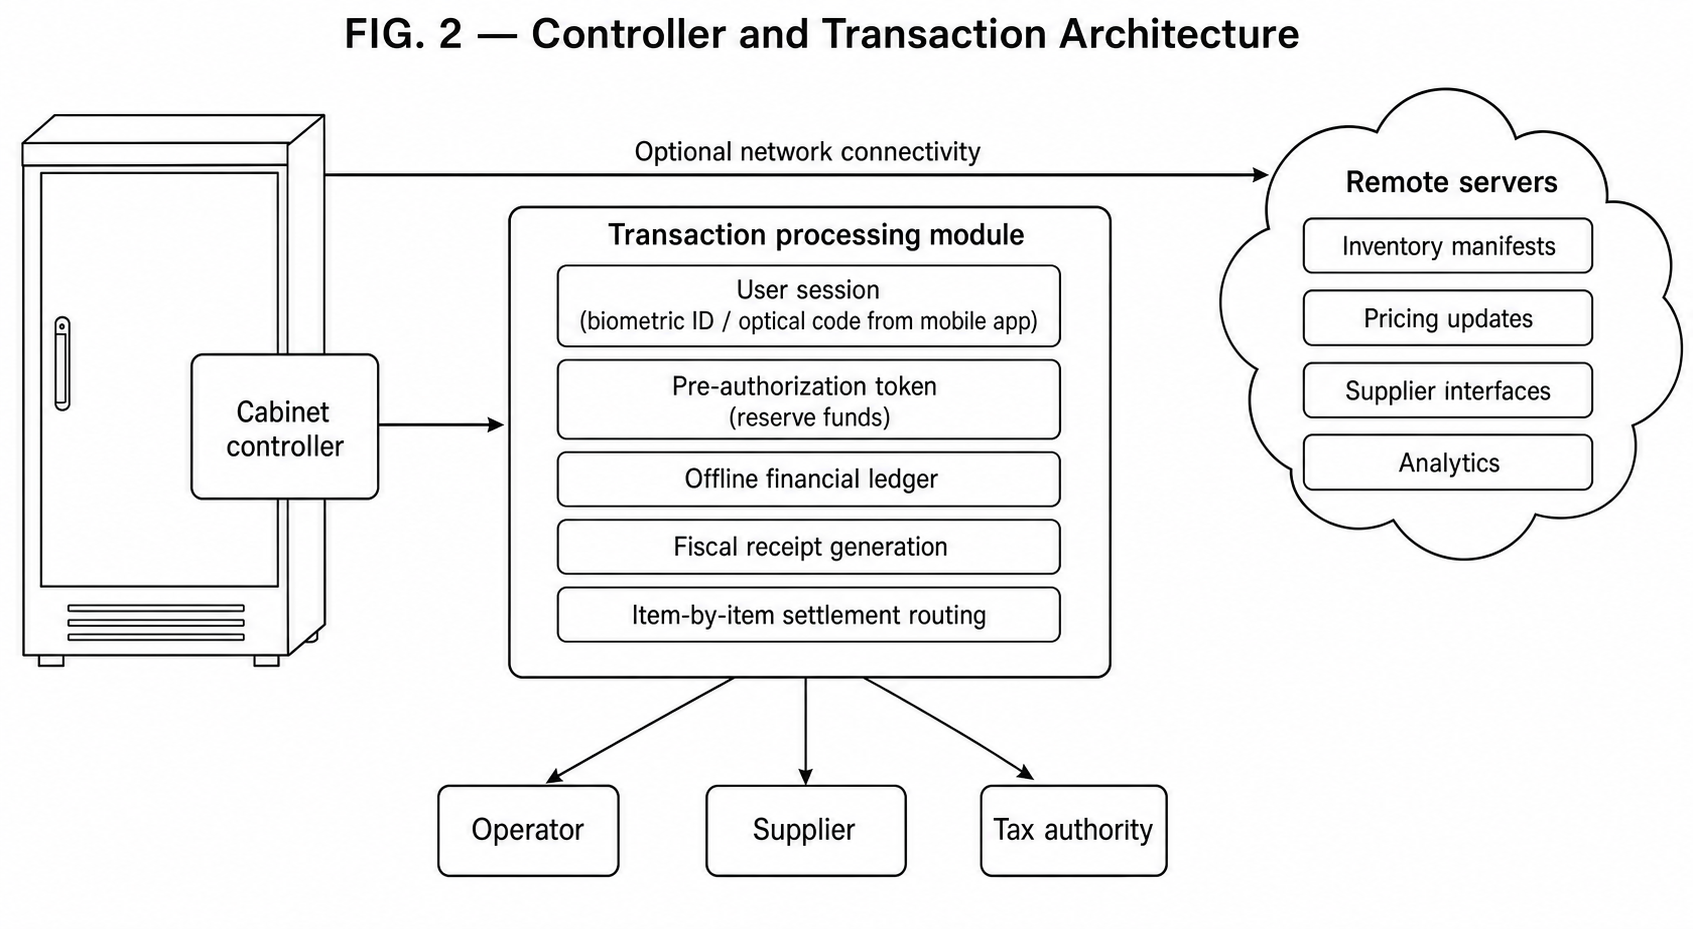 FIG. 2 — Controller and Transaction Architecture
Optional network connectivity
Cabinet
controller
Transaction processing module
User session
(biometric ID / optical code from mobile app)
Pre-authorization token
(reserve funds)
Offline financial ledger
Fiscal receipt generation
Item-by-item settlement routing
Remote servers
Inventory manifests
Pricing updates
Supplier interfaces
Analytics
Operator
Supplier
Tax authority